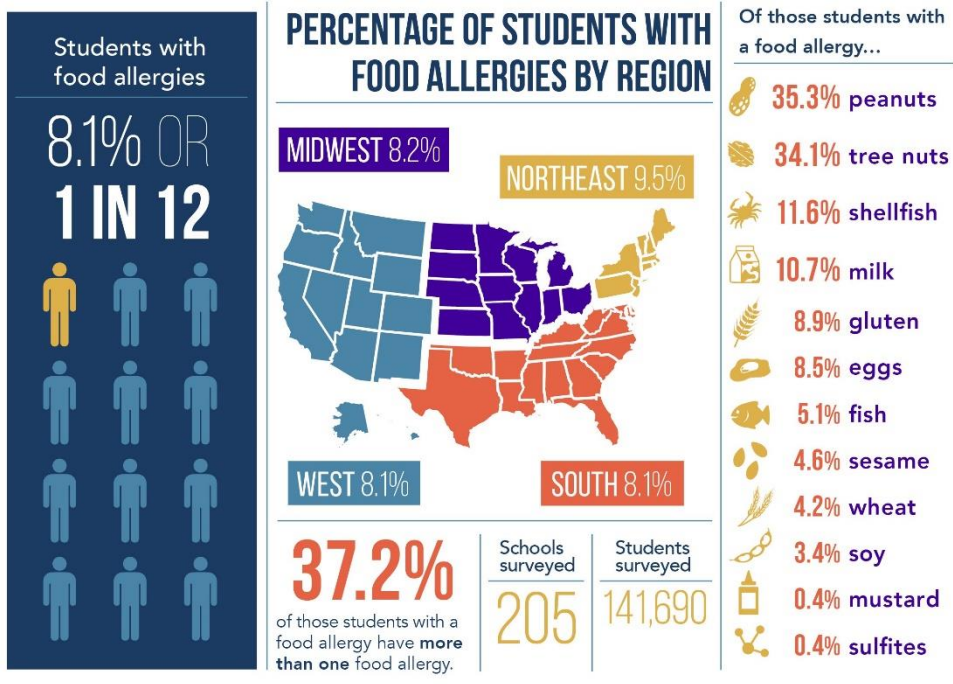 Students with
food allergies
8.1% OR
1 IN 12
PERCENTAGE OF STUDENTS WITH
FOOD ALLERGIES BY REGION
MIDWEST 8.2%
NORTHEAST 9.5%
WEST 8.1%
SOUTH 8.1%
37.2%
of those students with a
food allergy have more
than one food allergy.
Schools
surveyed
205
Students
surveyed
141,690
Of those students with
a food allergy...
35.3% peanuts
34.1% tree nuts
11.6% shellfish
10.7% milk
8.9% gluten
8.5% eggs
5.1% fish
4.6% sesame
4.2% wheat
3.4% soy
0.4% mustard
0.4% sulfites